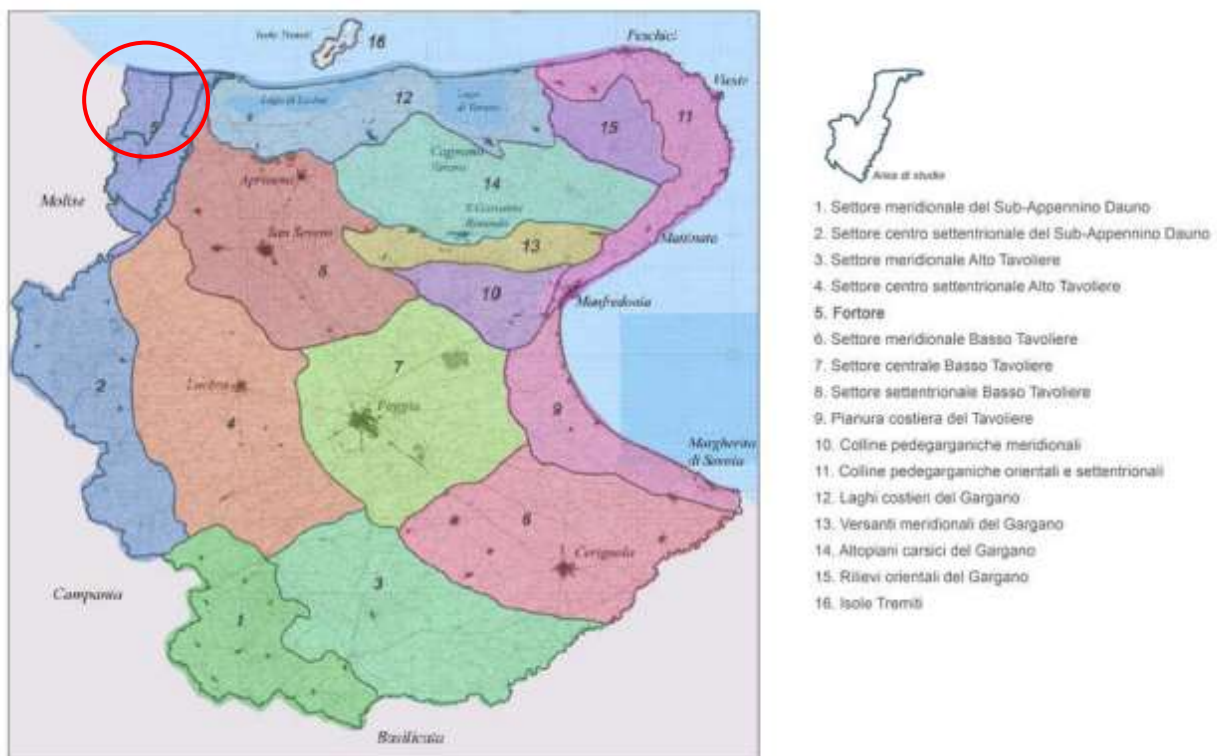 Isole Tremiti
16
Peschici
Vieste
Lago di Lesina
12
Lago
di Varano
11
15
5
Cagnano
Varano
Apricena
14
Molise
S.Giovanni
Rotondo
San Severo
13
Mattinata
8
10
Manfredonia
7
2
Lucera
4
Foggia
9
Margherita
di Savoia
6
Cerignola
3
Campania
1
Basilicata
Area di studio
1. Settore meridionale del Sub-Appennino Dauno
2. Settore centro settentrionale del Sub-Appennino Dauno
3. Settore meridionale Alto Tavoliere
4. Settore centro settentrionale Alto Tavoliere
5. Fortore
6. Settore meridionale Basso Tavoliere
7. Settore centrale Basso Tavoliere
8. Settore settentrionale Basso Tavoliere
9. Pianura costiera del Tavoliere
10. Colline pedegarganiche meridionali
11. Colline pedegarganiche orientali e settentrionali
12. Laghi costieri del Gargano
13. Versanti meridionali del Gargano
14. Altopiani carsici del Gargano
15. Rilievi orientali del Gargano
16. Isole Tremiti